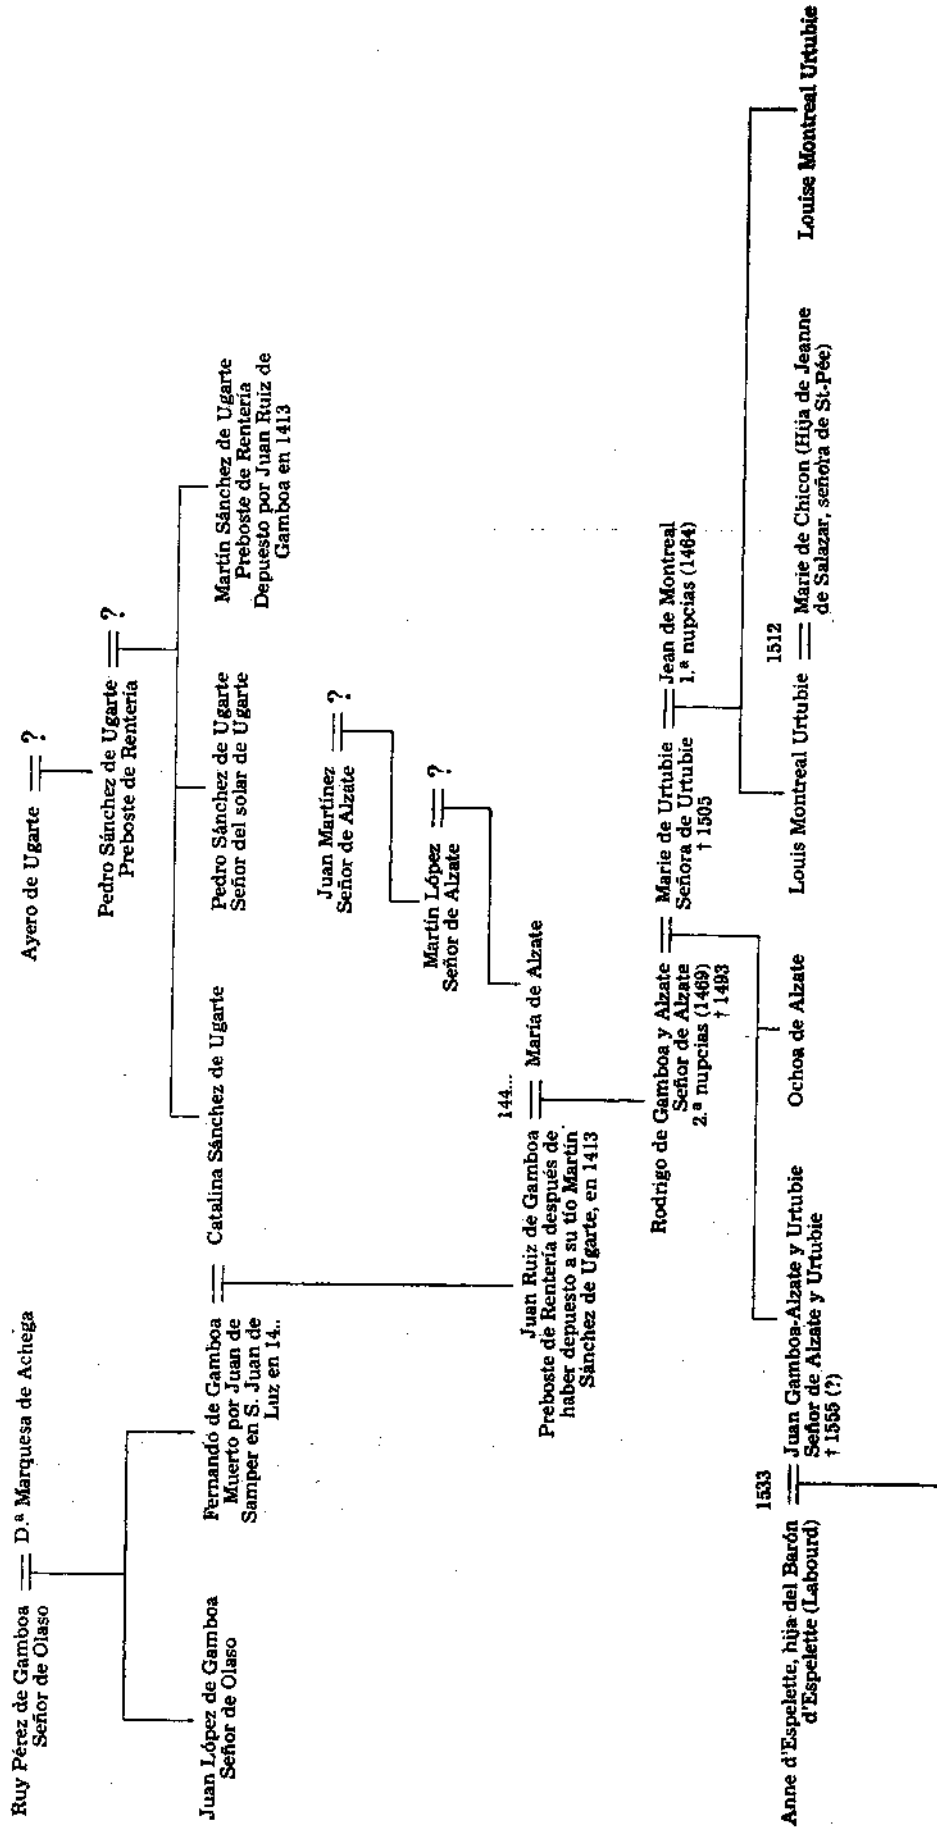 Ruy Pérez de Gamboa == D.ª Marquesa de Achega
Señor de Olaso
Ayero de Ugarte == ?
Pedro Sánchez de Ugarte == ?
Preboste de Rentería
Juan López de Gamboa
Señor de Olaso
Fernando de Gamboa == Catalina Sánchez de Ugarte
Muerto por Juan de
Samper en S. Juan de
Luz en 14..
Pedro Sánchez de Ugarte
Señor del solar de Ugarte
Martín Sánchez de Ugarte
Preboste de Rentería
Depuesto por Juan Ruiz de
Gamboa en 1413
Juan Martínez == ?
Señor de Alzate
Martín López == ?
Señor de Alzate
144...
Juan Ruiz de Gamboa == María de Alzate
Preboste de Rentería después de
haber depuesto a su tío Martín
Sánchez de Ugarte, en 1413
Rodrigo de Gamboa y Alzate == Marie de Urtubie == Jean de Montreal
Señor de Alzate
2.ª nupcias (1469)
† 1493
Señora de Urtubie
† 1505
1.ª nupcias (1464)
1533
Anne d'Espelette, hija del Barón == Juan Gamboa-Alzate y Urtubie
d'Espelette (Labourd)
Señor de Alzate y Urtubie
† 1555 (?)
Ochoa de Alzate
1512
Louis Montreal Urtubie == Marie de Chicon (Hija de Jeanne
de Salazar, señora de St-Pée)
Louise Montreal Urtubie